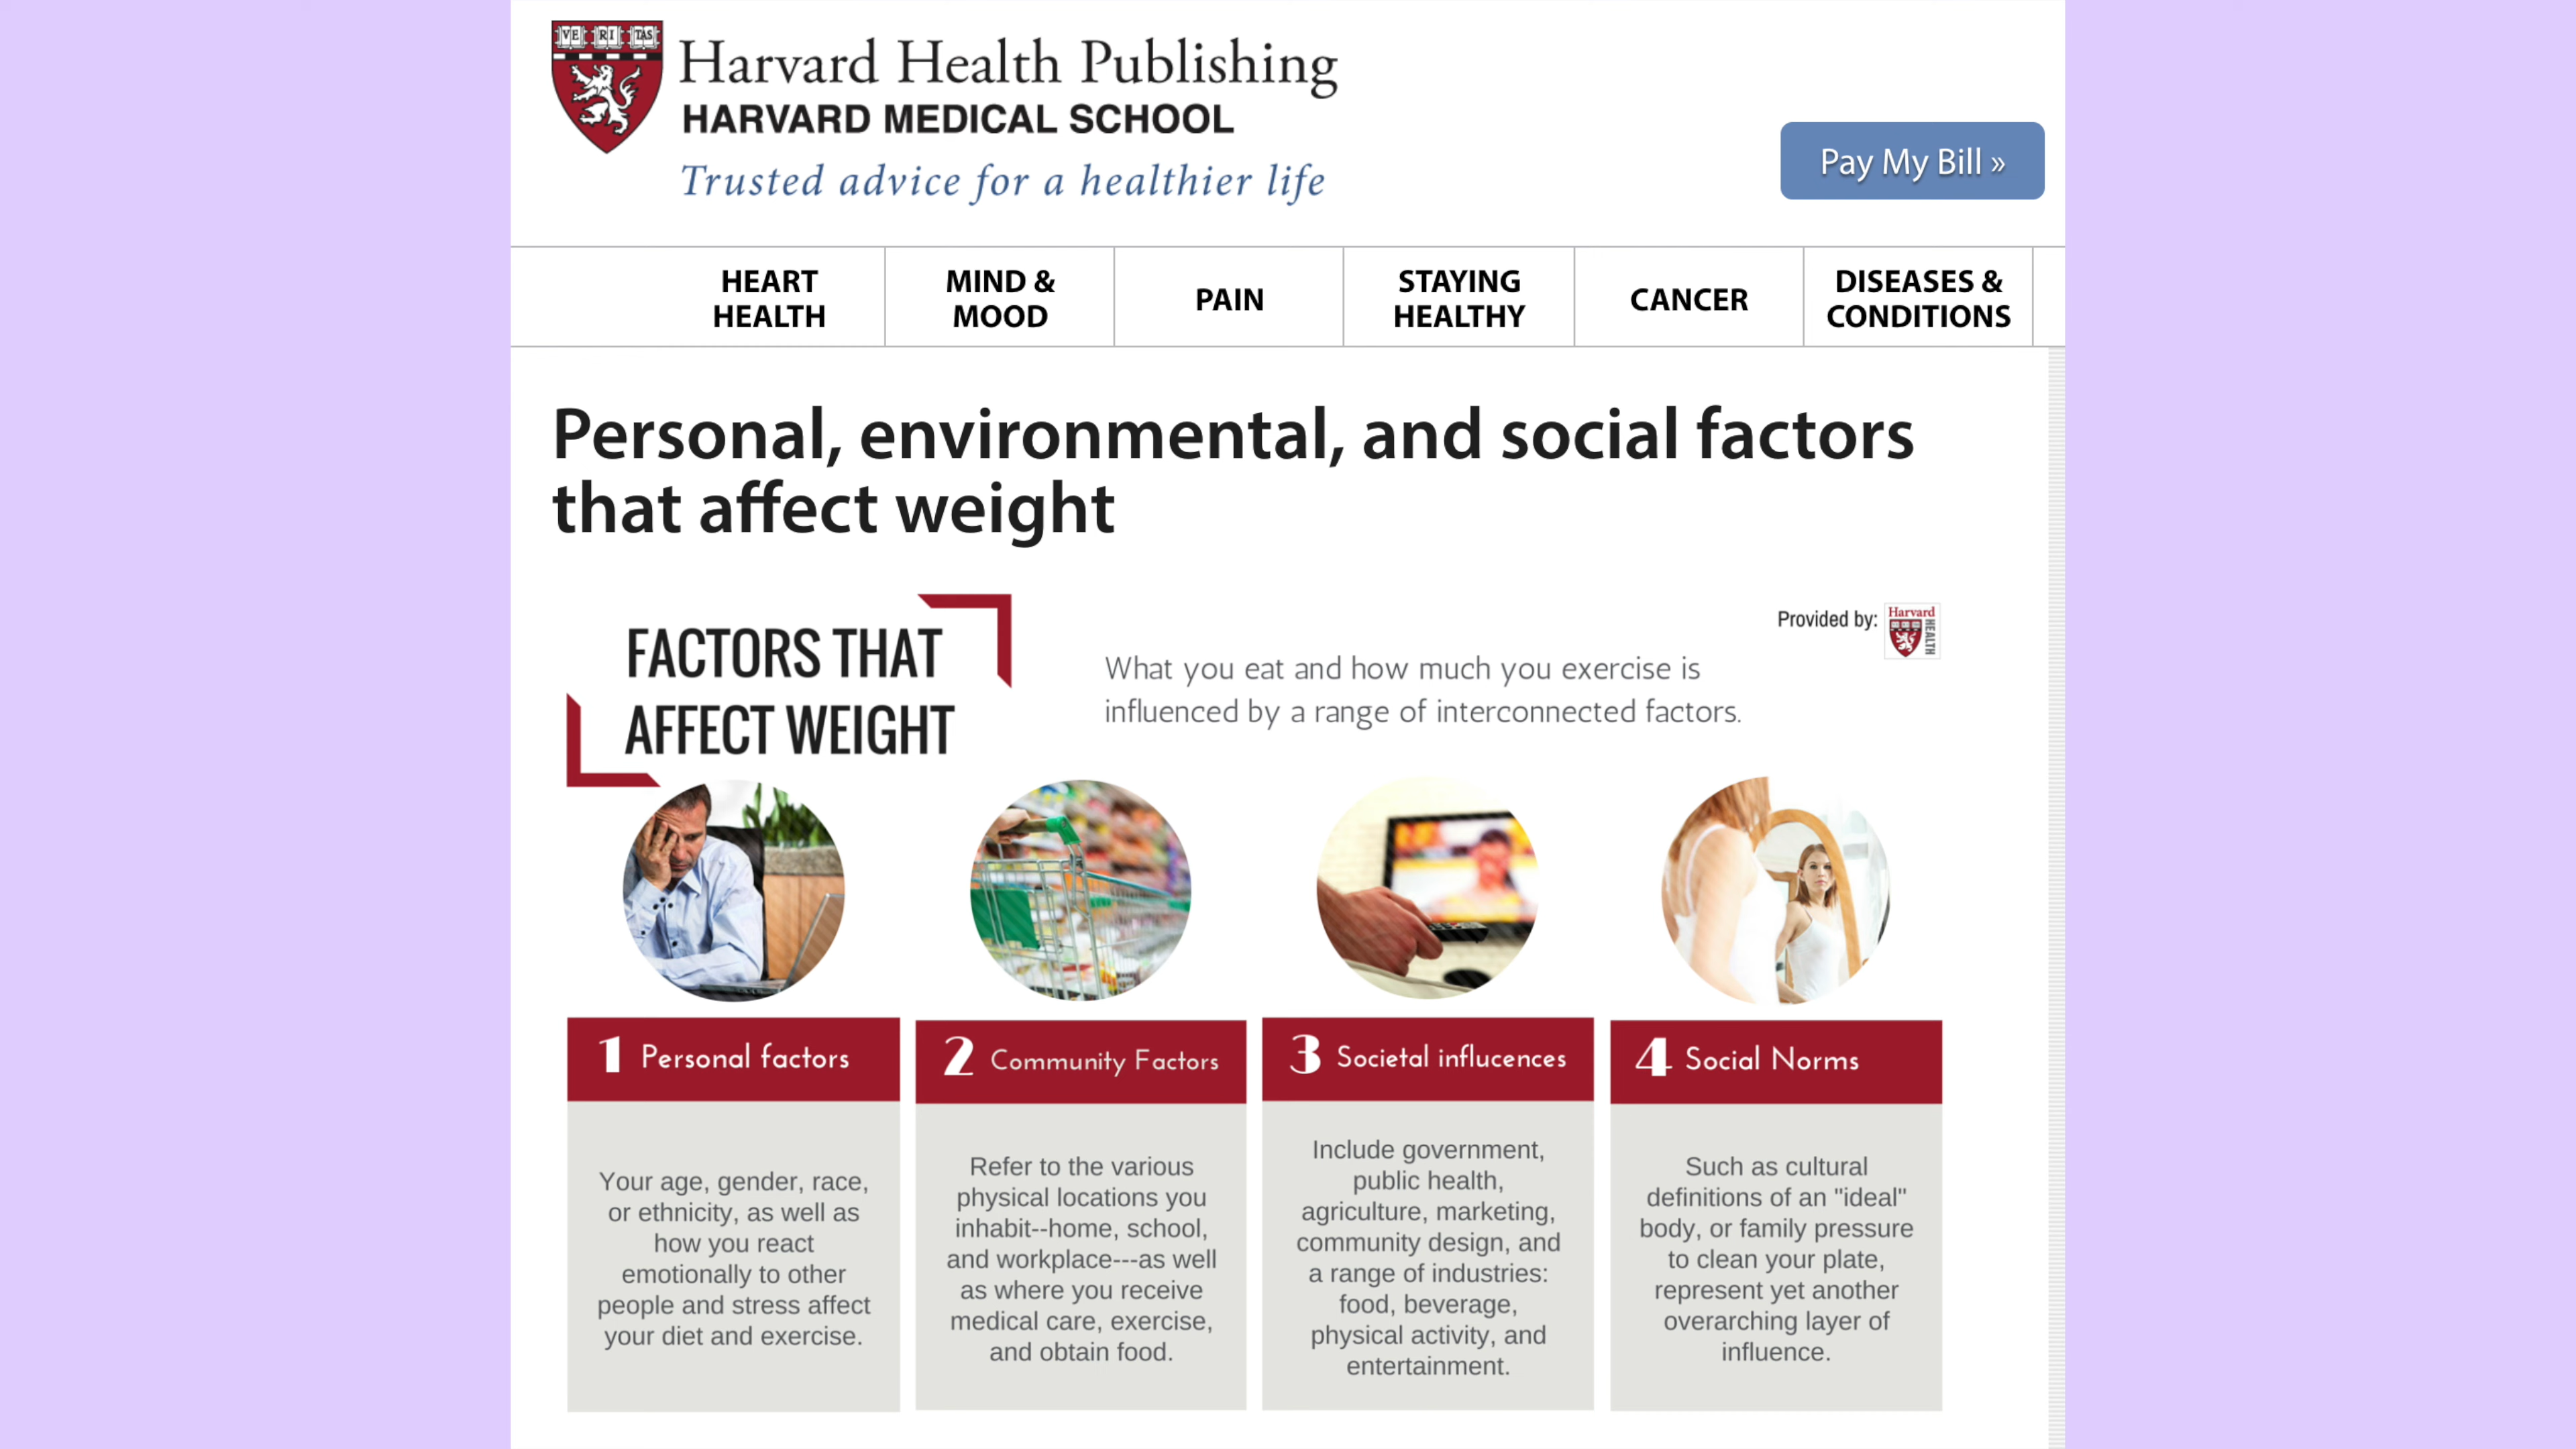 VE RI TAS
Harvard Health Publishing
HARVARD MEDICAL SCHOOL
Trusted advice for a healthier life
Pay My Bill »
HEART
HEALTH
MIND &
MOOD
PAIN
STAYING
HEALTHY
CANCER
DISEASES &
CONDITIONS
Personal, environmental, and social factors
that affect weight
FACTORS THAT
AFFECT WEIGHT
What you eat and how much you exercise is
influenced by a range of interconnected factors.
Provided by:
Harvard
HEALTH
1 Personal factors
Your age, gender, race,
or ethnicity, as well as
how you react
emotionally to other
people and stress affect
your diet and exercise.
2 Community Factors
Refer to the various
physical locations you
inhabit--home, school,
and workplace---as well
as where you receive
medical care, exercise,
and obtain food.
3 Societal influcences
Include government,
public health,
agriculture, marketing,
community design, and
a range of industries:
food, beverage,
physical activity, and
entertainment.
4 Social Norms
Such as cultural
definitions of an "ideal"
body, or family pressure
to clean your plate,
represent yet another
overarching layer of
influence.